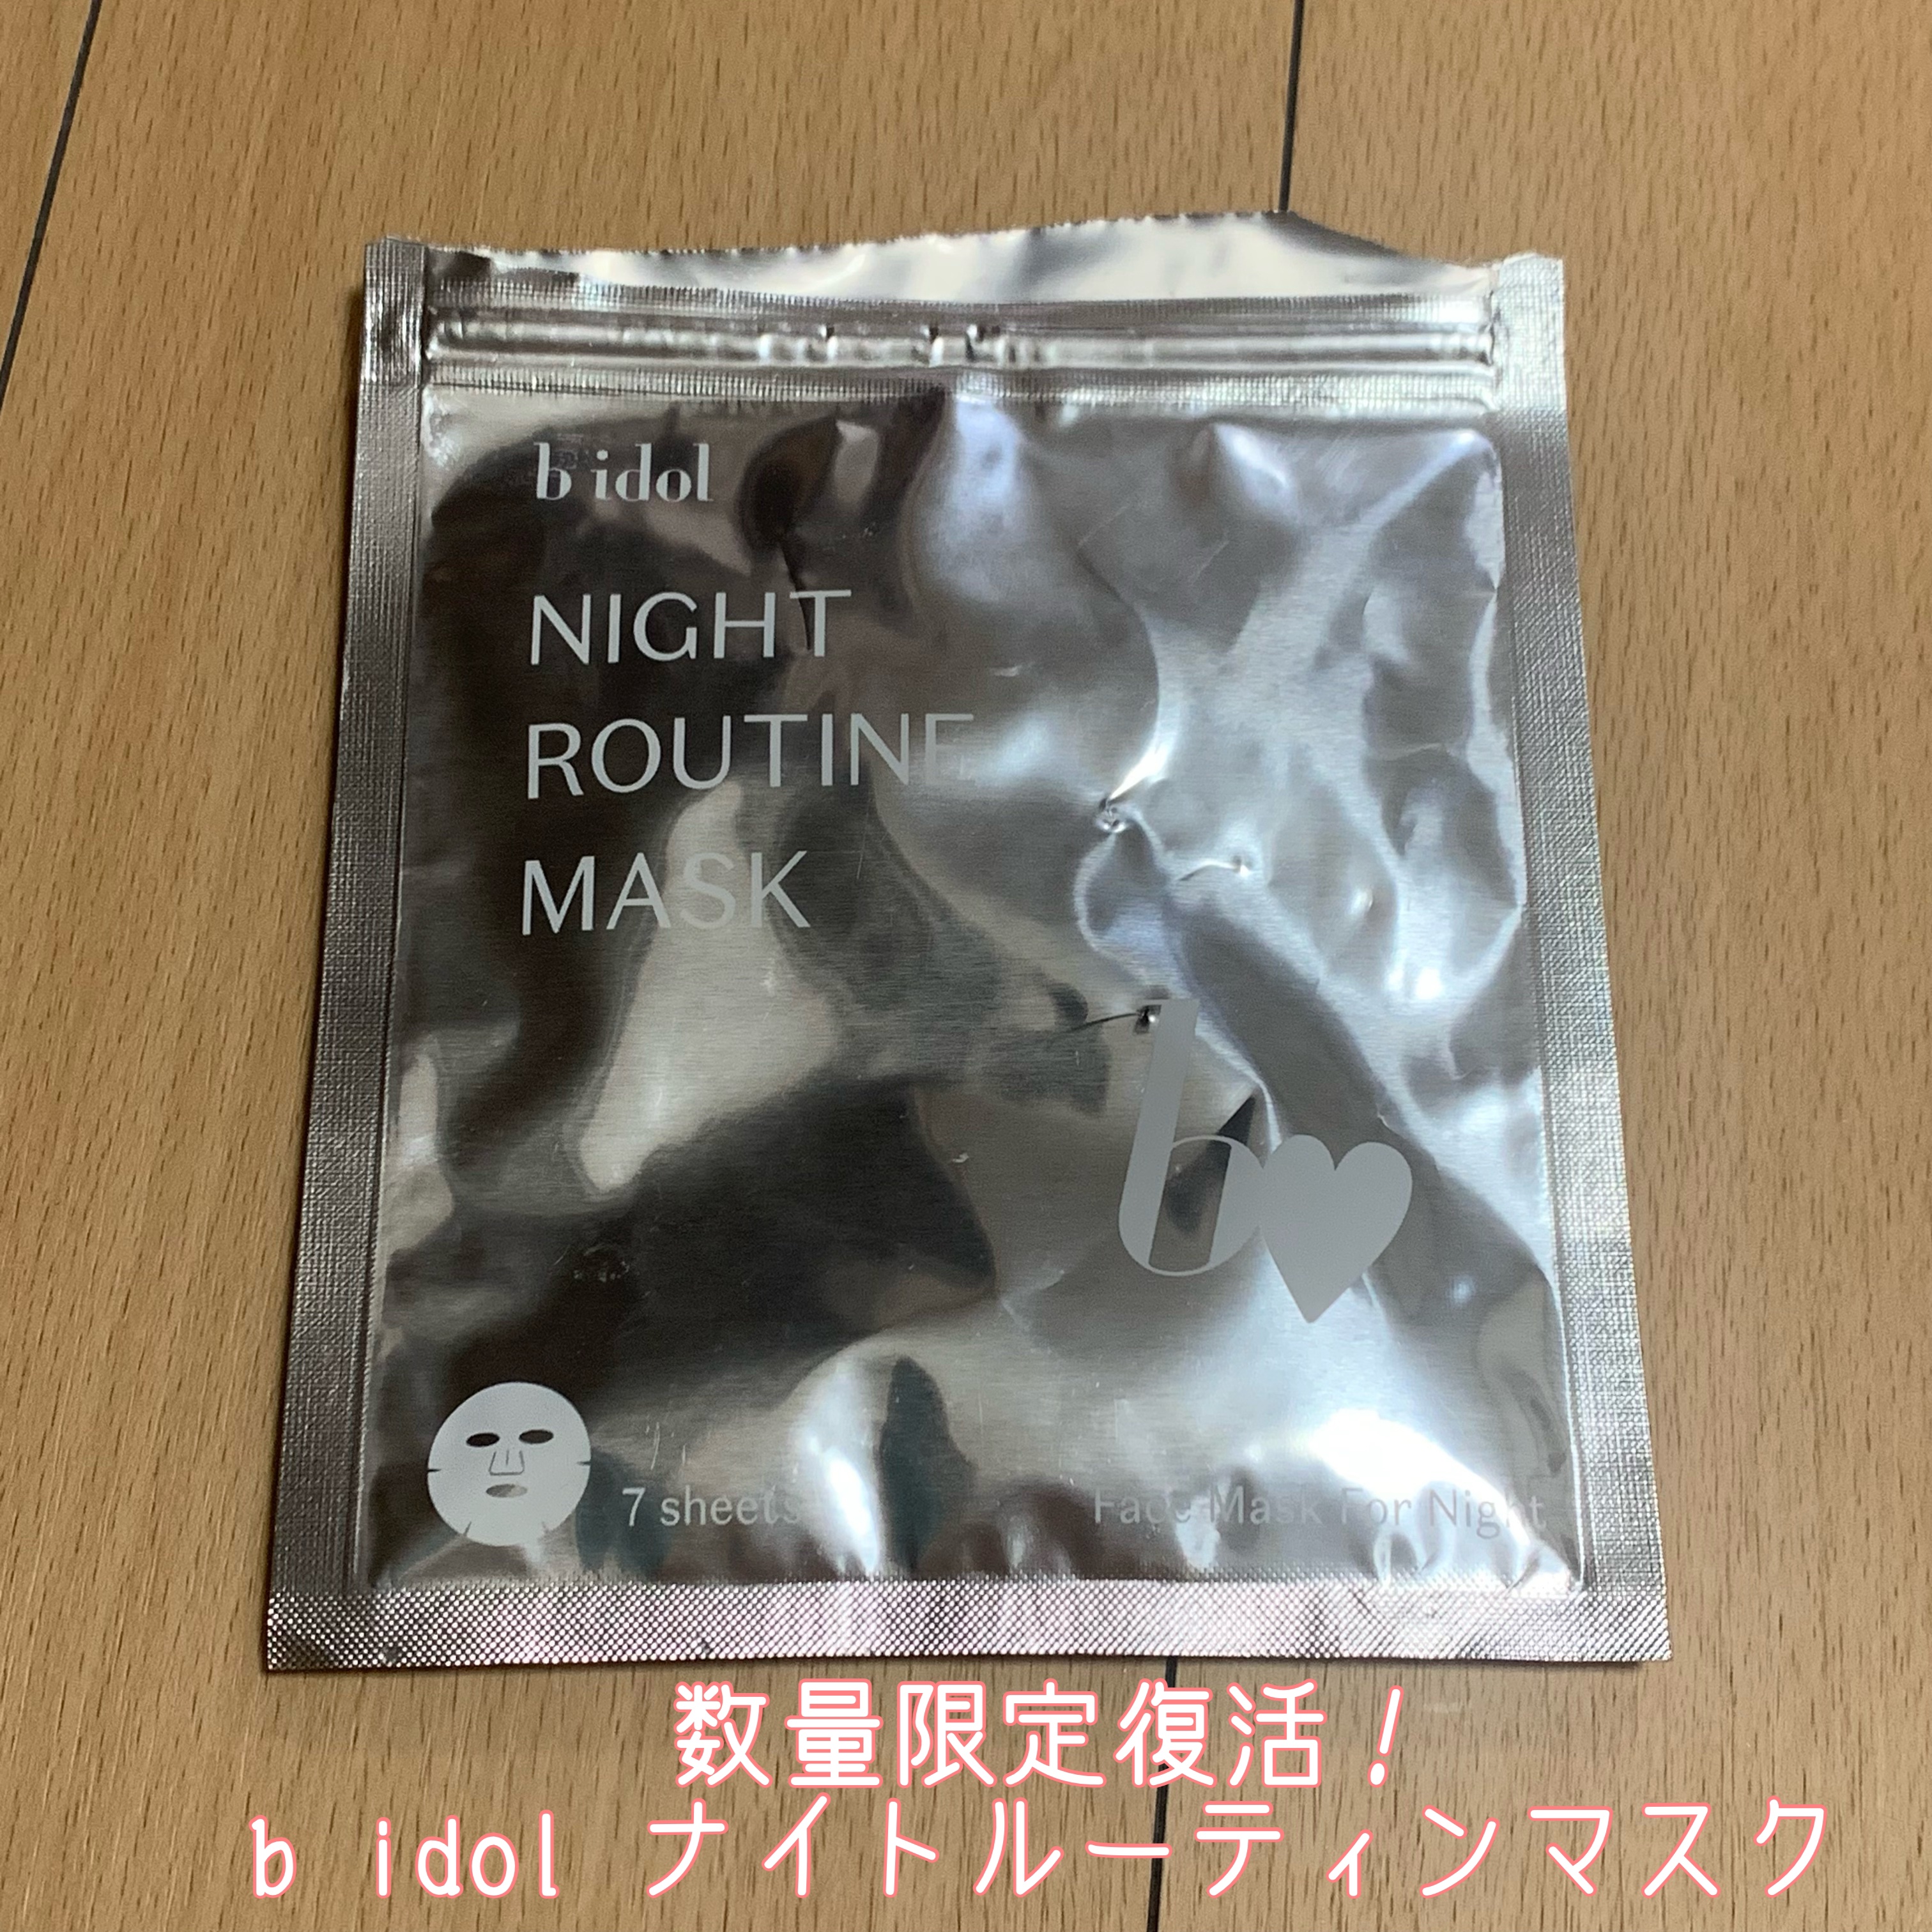 b idol
NIGHT
ROUTINE
MASK
b
7 sheets
Face Mask For Night
数量限定復活！
b idol ナイトルーティンマスク